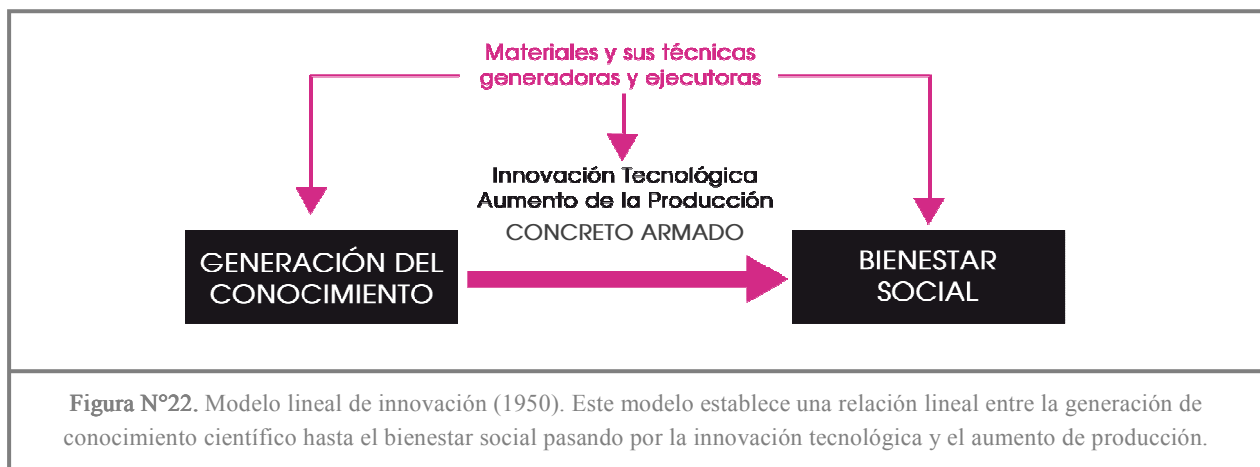 Materiales y sus técnicas
generadoras y ejecutoras
Innovación Tecnológica
Aumento de la Producción
CONCRETO ARMADO
GENERACIÓN DEL
CONOCIMIENTO
BIENESTAR
SOCIAL
Figura N°22. Modelo lineal de innovación (1950). Este modelo establece una relación lineal entre la generación de
conocimiento científico hasta el bienestar social pasando por la innovación tecnológica y el aumento de producción.